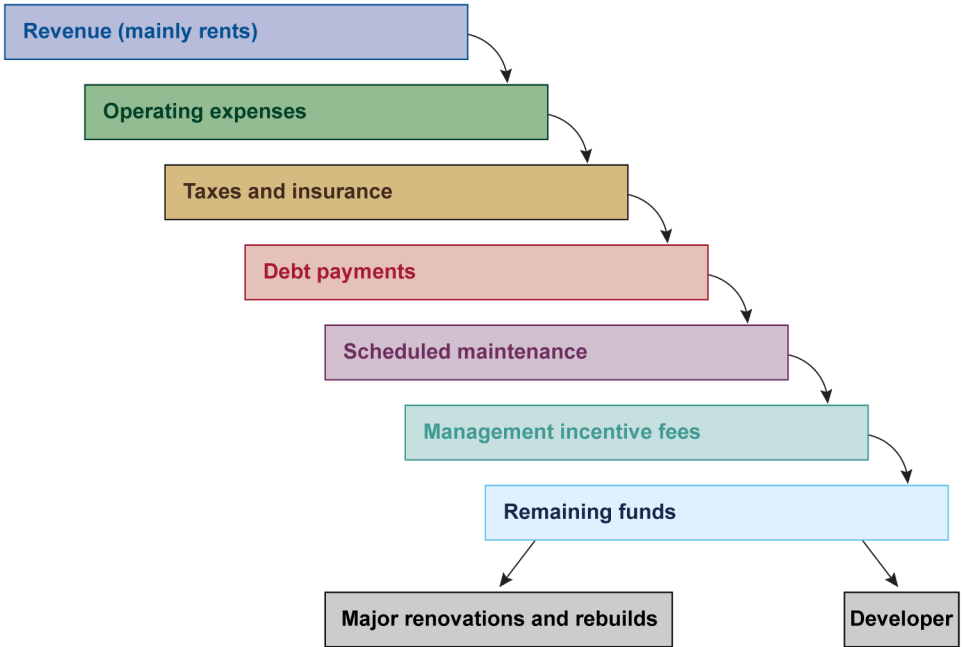 Revenue (mainly rents)
Operating expenses
Taxes and insurance
Debt payments
Scheduled maintenance
Management incentive fees
Remaining funds
Major renovations and rebuilds
Developer